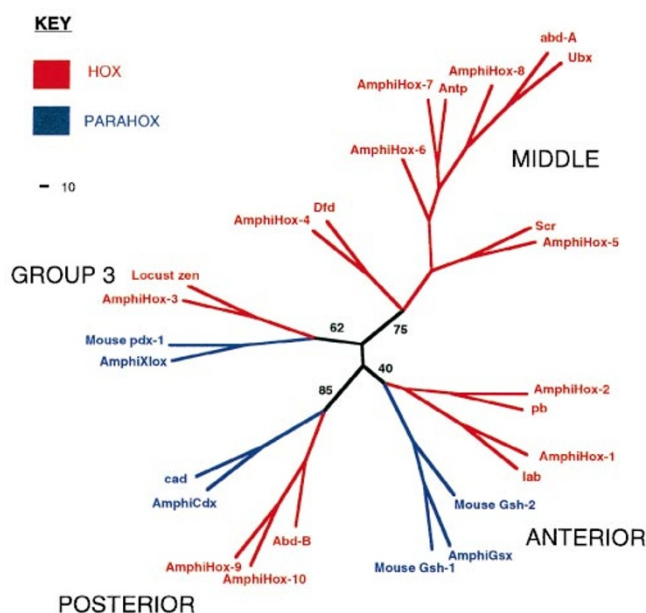 KEY
HOX
PARAHOX
10
abd-A
Ubx
AmphiHox-8
AmphiHox-7
Antp
AmphiHox-6
MIDDLE
Dfd
AmphiHox-4
Scr
AmphiHox-5
GROUP 3
Locust zen
AmphiHox-3
62
75
Mouse pdx-1
AmphiXlox
40
85
AmphiHox-2
pb
AmphiHox-1
lab
cad
AmphiCdx
Mouse Gsh-2
Abd-B
ANTERIOR
AmphiGsx
Mouse Gsh-1
AmphiHox-9
AmphiHox-10
POSTERIOR